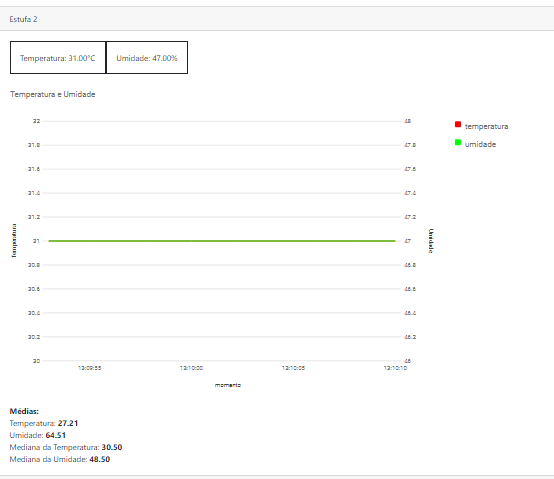 Estufa 2
Temperatura: 31.00°C Umidade: 47.00%
Temperatura e Umidade
32 48
31.8 47.8
31.6 47.6
31.4 47.4
31.2 47.2
31 47
30.8 46.8
30.6 46.6
30.4 46.4
30.2 46.2
30 46
Temperatura
Umidade
temperatura
umidade
13:09:55 13:10:00 13:10:05 13:10:10
momento
Médias:
Temperatura: 27.21
Umidade: 64.51
Mediana da Temperatura: 30.50
Mediana da Umidade: 48.50